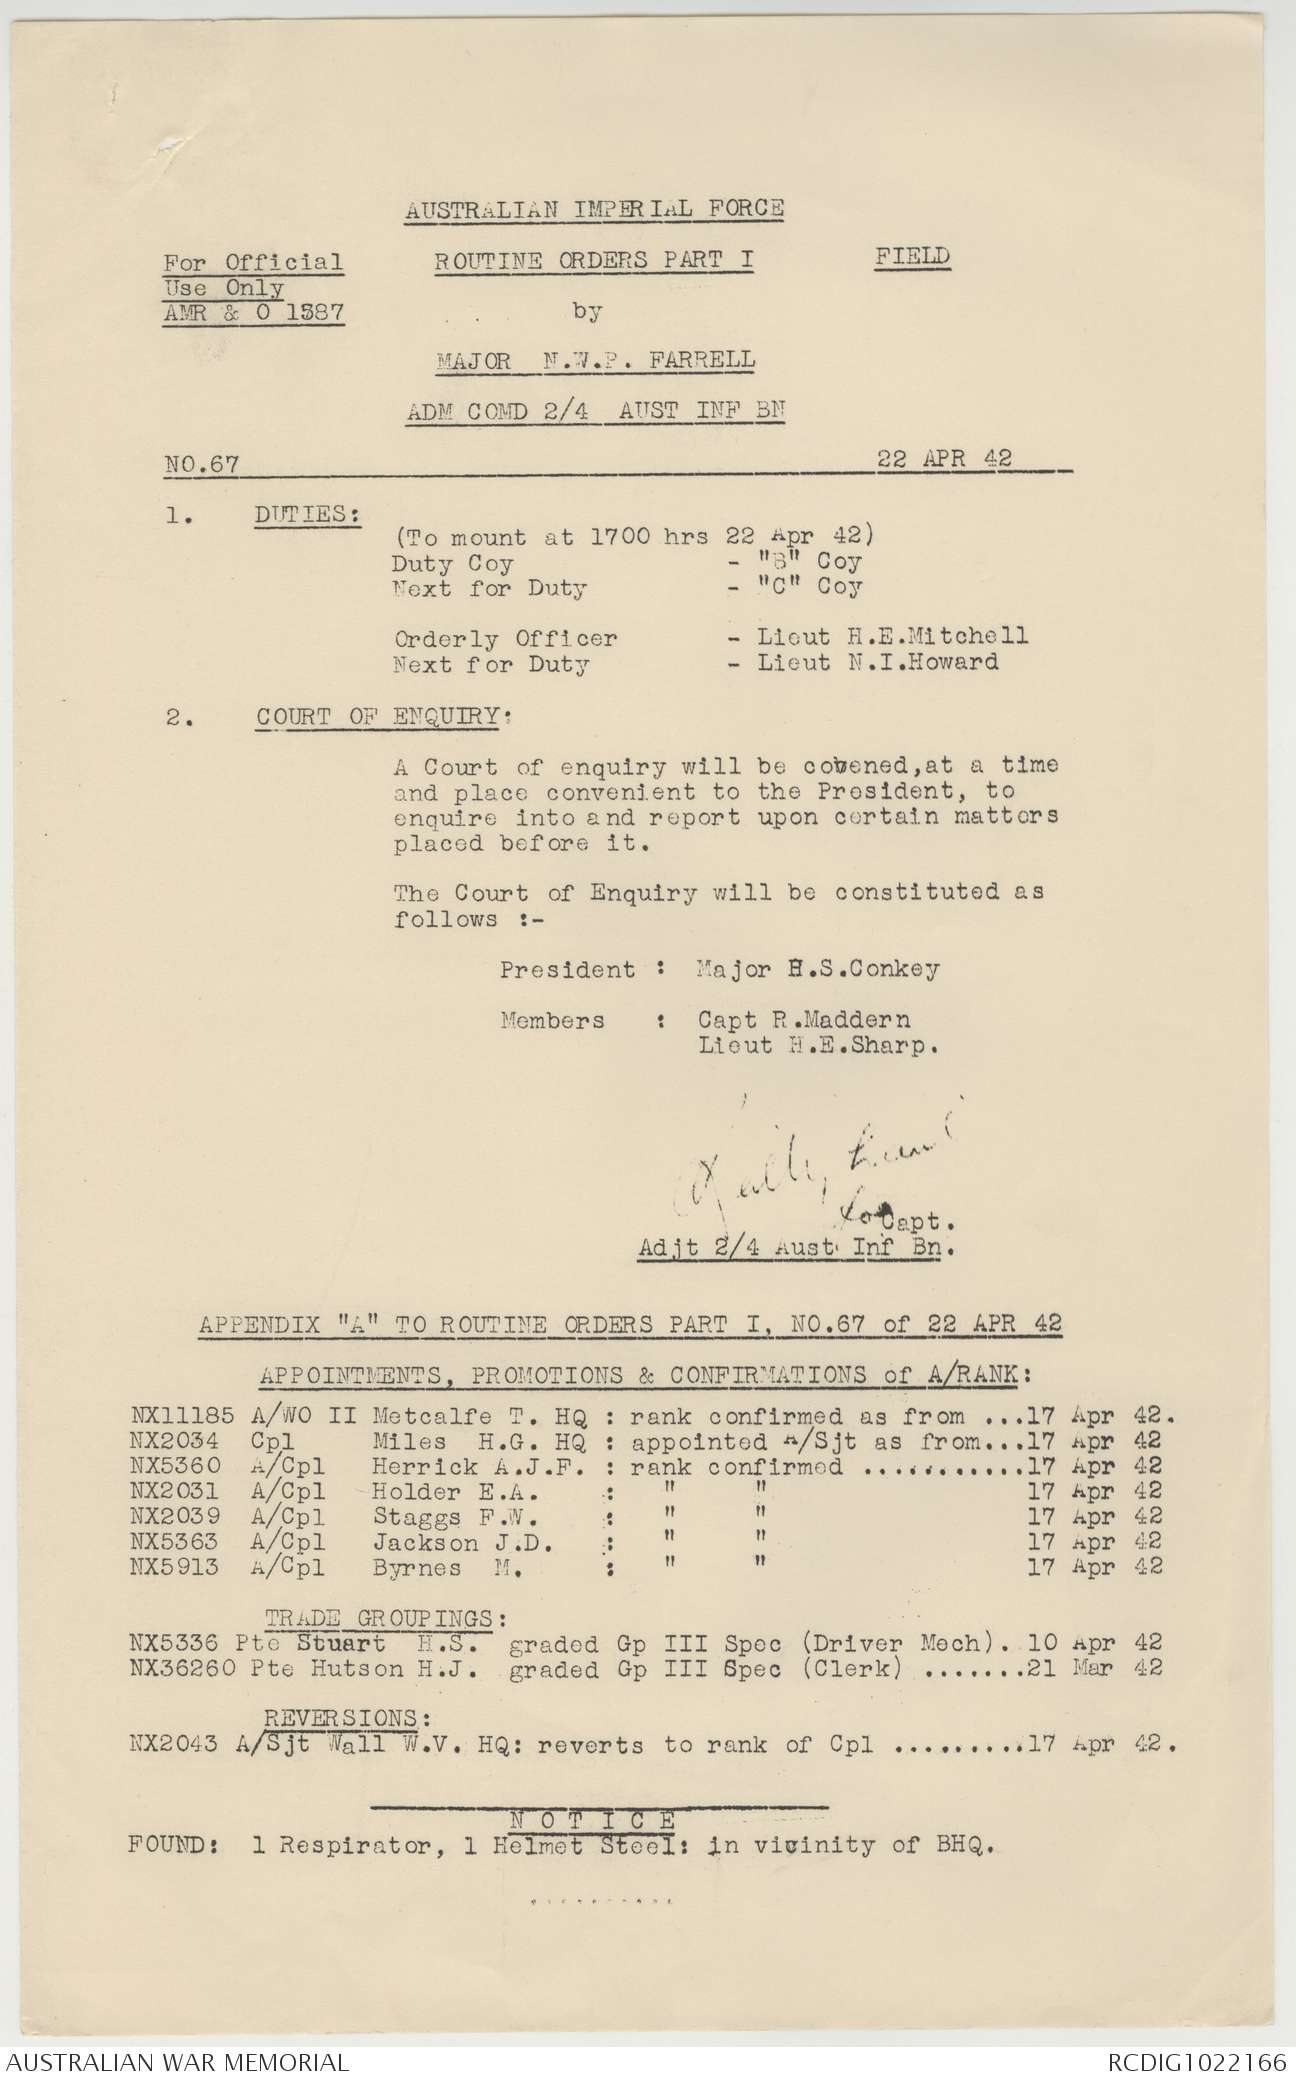 AUSTRALIAN IMPERIAL FORCE
For Official ROUTINE ORDERS PART I FIELD
Use Only
AMR & O 1387 by
MAJOR N.W.P. FARRELL
ADM COMD 2/4 AUST INF BN
NO.67 22 APR 42
1. DUTIES:
(To mount at 1700 hrs 22 Apr 42)
Duty Coy - "B" Coy
Next for Duty - "C" Coy
Orderly Officer - Lieut H.E.Mitchell
Next for Duty - Lieut N.I.Howard
2. COURT OF ENQUIRY:
A Court of enquiry will be covened,at a time
and place convenient to the President, to
enquire into and report upon certain matters
placed before it.
The Court of Enquiry will be constituted as
follows :-
President : Major H.S.Conkey
Members : Capt R.Maddern
Lieut H.E.Sharp.
for Capt.
Adjt 2/4 Aust Inf Bn.
APPENDIX "A" TO ROUTINE ORDERS PART I, NO.67 of 22 APR 42
APPOINTMENTS, PROMOTIONS & CONFIRMATIONS of A/RANK:
NX11185 A/WO II Metcalfe T. HQ : rank confirmed as from ...17 Apr 42.
NX2034 Cpl Miles H.G. HQ : appointed A/Sjt as from...17 Apr 42
NX5360 A/Cpl Herrick A.J.F. : rank confirmed ...........17 Apr 42
NX2031 A/Cpl Holder E.A. : " " 17 Apr 42
NX2039 A/Cpl Staggs F.W. : " " 17 Apr 42
NX5363 A/Cpl Jackson J.D. : " " 17 Apr 42
NX5913 A/Cpl Byrnes M. : " " 17 Apr 42
TRADE GROUPINGS:
NX5336 Pte Stuart H.S. graded Gp III Spec (Driver Mech). 10 Apr 42
NX36260 Pte Hutson H.J. graded Gp III Spec (Clerk) .......21 Mar 42
REVERSIONS:
NX2043 A/Sjt Wall W.V. HQ: reverts to rank of Cpl .........17 Apr 42.
N O T I C E
FOUND: 1 Respirator, 1 Helmet Steel: in vicinity of BHQ.
..........
AUSTRALIAN WAR MEMORIAL RCDIG1022166